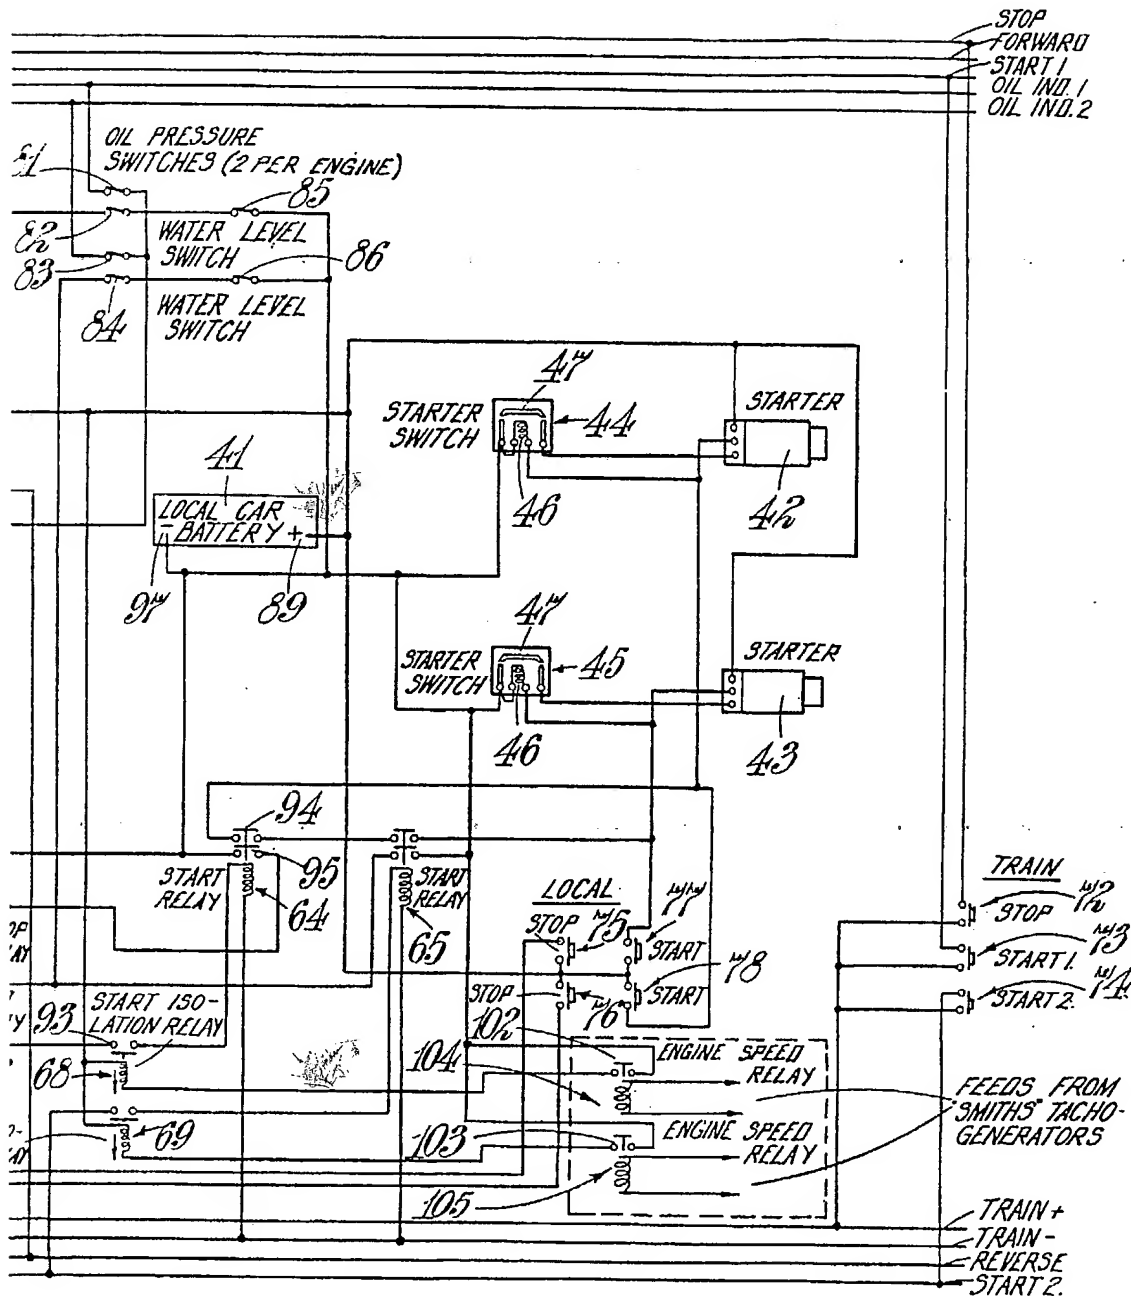 STOP
FORWARD
START 1
OIL IND. 1
OIL IND. 2
OIL PRESSURE
SWITCHES (2 PER ENGINE)
85
82
WATER LEVEL
SWITCH
83
86
84
WATER LEVEL
SWITCH
47
STARTER
SWITCH
44
STARTER
46
42
41
LOCAL CAR
- BATTERY +
97
89
47
STARTER
SWITCH
45
STARTER
46
43
94
95
START
RELAY
64
START
RELAY
65
LOCAL
STOP
75
77
START
STOP
76
78
START
TRAIN
72
STOP
73
START 1.
74
START 2.
93
START ISO-
LATION RELAY
68
69
102
104
ENGINE SPEED
RELAY
103
ENGINE SPEED
RELAY
105
FEEDS FROM
"SMITHS" TACHO-
GENERATORS
TRAIN +
TRAIN -
REVERSE
START 2.